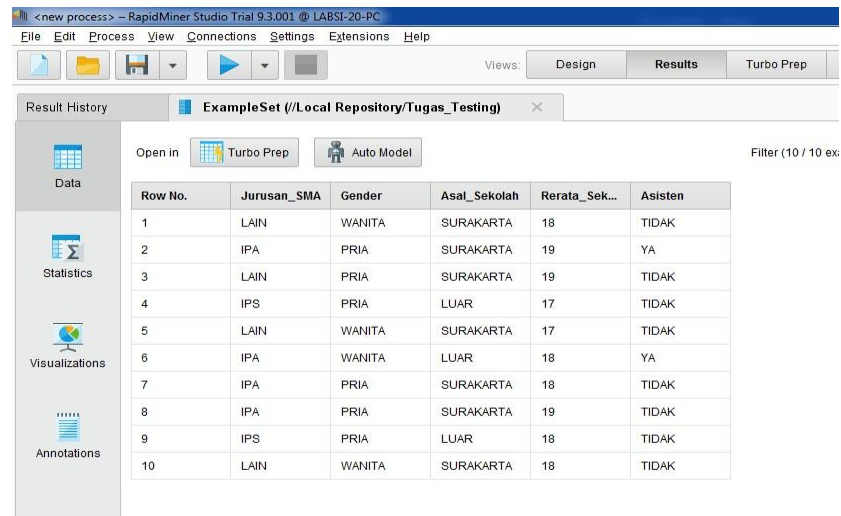 <new process> – RapidMiner Studio Trial 9.3.001 @ LABSI-20-PC
File Edit Process View Connections Settings Extensions Help
Views: Design Results Turbo Prep
Result History ExampleSet (//Local Repository/Tugas_Testing)
Open in Turbo Prep Auto Model Filter (10 / 10 exa
Data
Statistics
Visualizations
Annotations
Row No. Jurusan_SMA Gender Asal_Sekolah Rerata_Sek... Asisten
1 LAIN WANITA SURAKARTA 18 TIDAK
2 IPA PRIA SURAKARTA 19 YA
3 LAIN PRIA SURAKARTA 19 TIDAK
4 IPS PRIA LUAR 17 TIDAK
5 LAIN WANITA SURAKARTA 17 TIDAK
6 IPA WANITA LUAR 18 YA
7 IPA PRIA SURAKARTA 18 TIDAK
8 IPA PRIA SURAKARTA 19 TIDAK
9 IPS PRIA LUAR 18 TIDAK
10 LAIN WANITA SURAKARTA 18 TIDAK